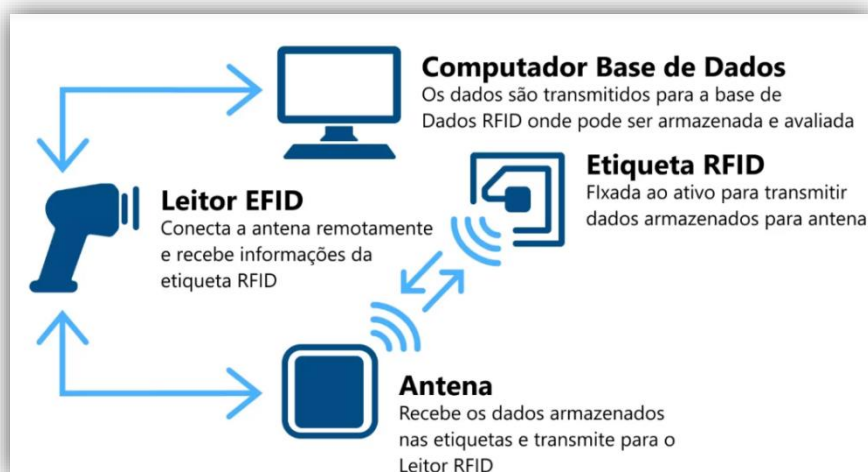 Computador Base de Dados
Os dados são transmitidos para a base de
Dados RFID onde pode ser armazenada e avaliada
Etiqueta RFID
FIxada ao ativo para transmitir
dados armazenados para antena
Leitor EFID
Conecta a antena remotamente
e recebe informações da
etiqueta RFID
Antena
Recebe os dados armazenados
nas etiquetas e transmite para o
Leitor RFID